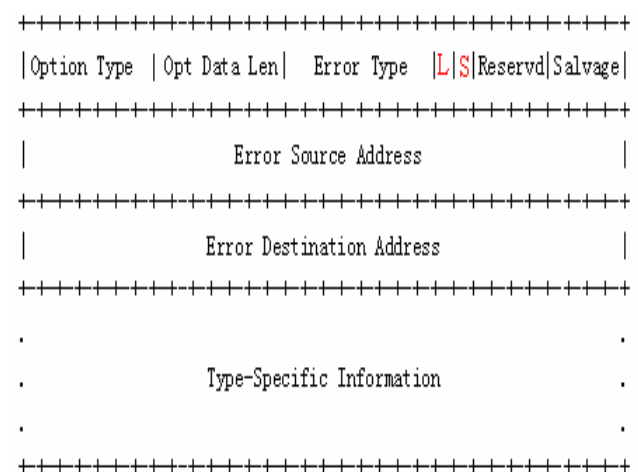 |Option Type |Opt Data Len| Error Type |L|S|Reservd|Salvage|
| Error Source Address |
| Error Destination Address |
. Type-Specific Information .